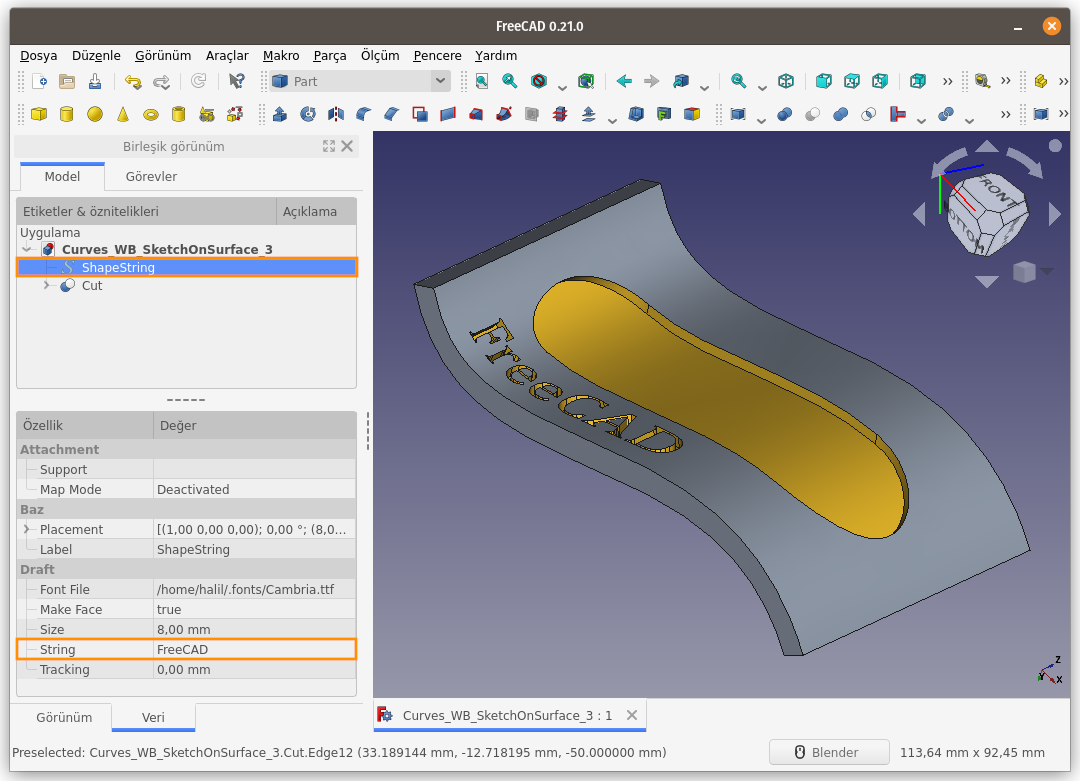 FreeCAD 0.21.0
Dosya Düzenle Görünüm Araçlar Makro Parça Ölçüm Pencere Yardım
Part
Birleşik görünüm
Model Görevler
Etiketler & öznitelikleri Açıklama
Uygulama
Curves_WB_SketchOnSurface_3
ShapeString
Cut
Özellik Değer
Attachment
Support
Map Mode Deactivated
Baz
Placement [(1,00 0,00 0,00); 0,00 °; (8,0...
Label ShapeString
Draft
Font File /home/halil/.fonts/Cambria.ttf
Make Face true
Size 8,00 mm
String FreeCAD
Tracking 0,00 mm
Görünüm Veri
FRONT
BOTTOM
FreeCAD
Z
Y
X
Curves_WB_SketchOnSurface_3 : 1
Preselected: Curves_WB_SketchOnSurface_3.Cut.Edge12 (33.189144 mm, -12.718195 mm, -50.000000 mm)
Blender
113,64 mm x 92,45 mm